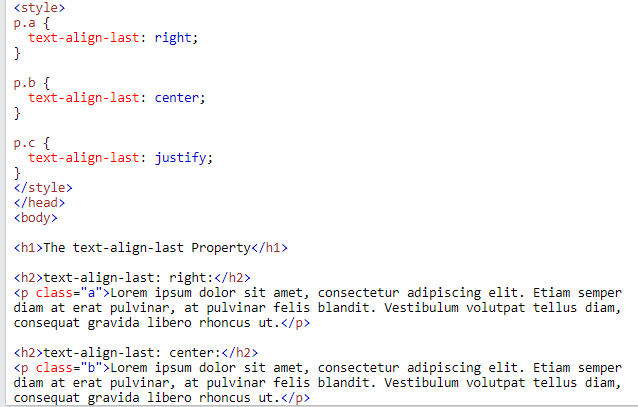 <style>
p.a {
  text-align-last: right;
}
p.b {
  text-align-last: center;
}
p.c {
  text-align-last: justify;
}
</style>
</head>
<body>
<h1>The text-align-last Property</h1>
<h2>text-align-last: right:</h2>
<p class="a">Lorem ipsum dolor sit amet, consectetur adipiscing elit. Etiam semper
diam at erat pulvinar, at pulvinar felis blandit. Vestibulum volutpat tellus diam,
consequat gravida libero rhoncus ut.</p>
<h2>text-align-last: center:</h2>
<p class="b">Lorem ipsum dolor sit amet, consectetur adipiscing elit. Etiam semper
diam at erat pulvinar, at pulvinar felis blandit. Vestibulum volutpat tellus diam,
consequat gravida libero rhoncus ut.</p>